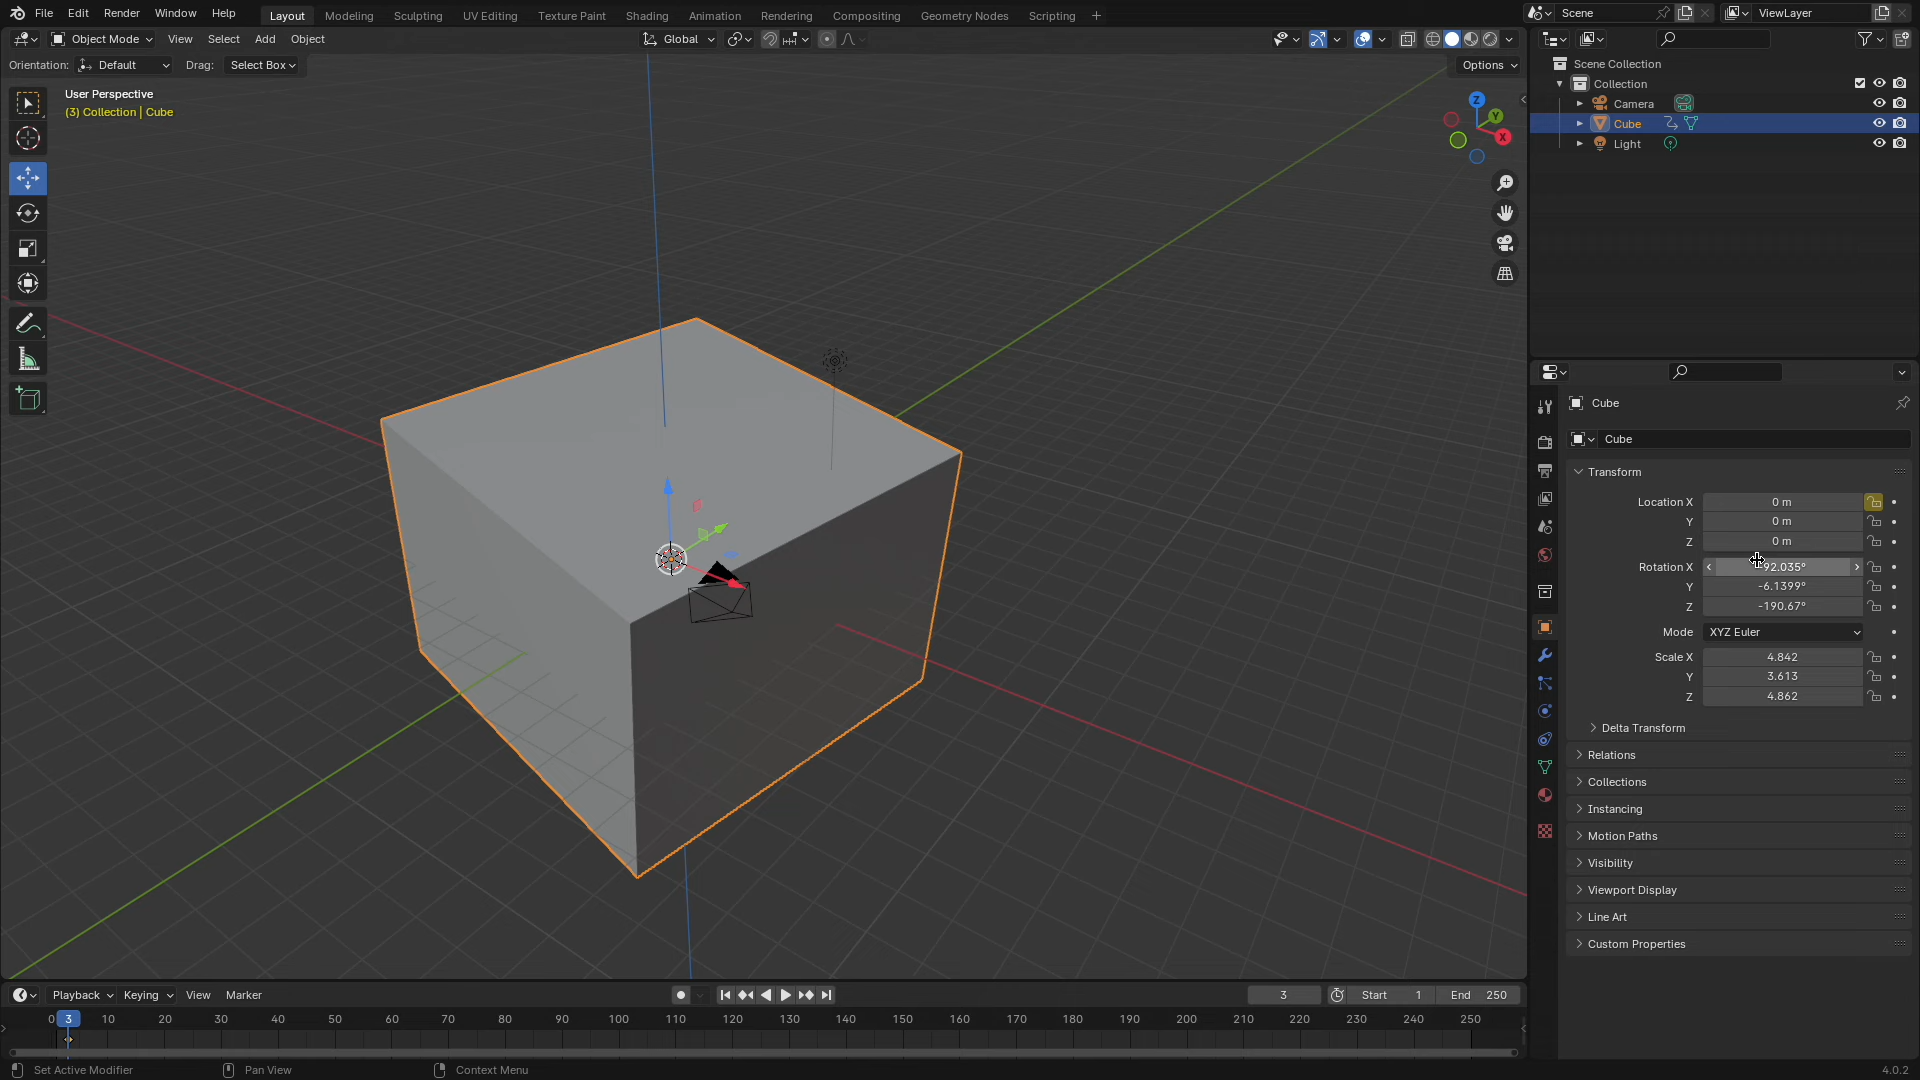 File Edit Render Window Help
Layout Modeling Sculpting UV Editing Texture Paint Shading Animation Rendering Compositing Geometry Nodes Scripting
Scene
ViewLayer
Object Mode View Select Add Object
Global
Orientation: Default Drag: Select Box
Options
User Perspective
(3) Collection | Cube
Z
Y
X
Scene Collection
Collection
Camera
Cube
Light
Cube
Cube
Transform
Location X 0 m
Y 0 m
Z 0 m
Rotation X 92.035°
Y -6.1399°
Z -190.67°
Mode XYZ Euler
Scale X 4.842
Y 3.613
Z 4.862
Delta Transform
Relations
Collections
Instancing
Motion Paths
Visibility
Viewport Display
Line Art
Custom Properties
Playback Keying View Marker
3 Start 1 End 250
0 3 10 20 30 40 50 60 70 80 90 100 110 120 130 140 150 160 170 180 190 200 210 220 230 240 250
Set Active Modifier Pan View Context Menu
4.0.2